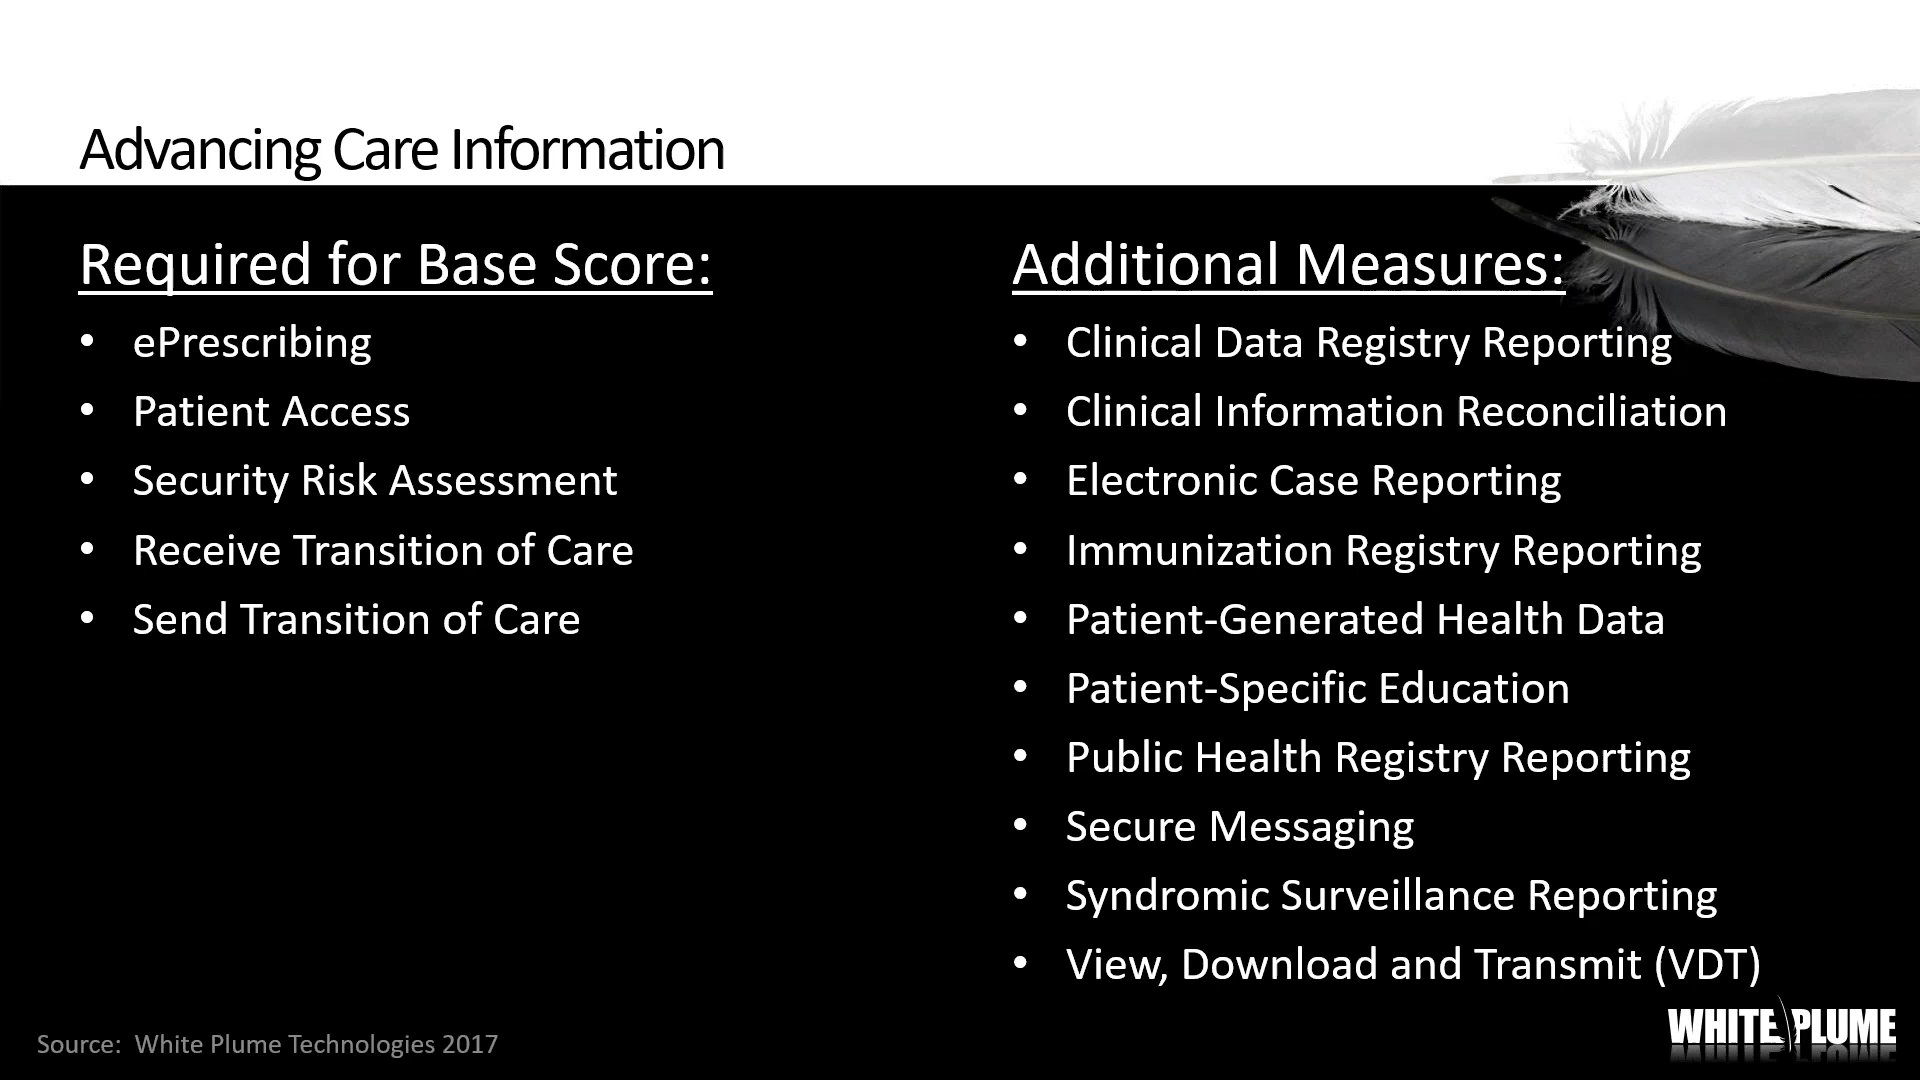 Advancing Care Information
Required for Base Score:
• ePrescribing
• Patient Access
• Security Risk Assessment
• Receive Transition of Care
• Send Transition of Care
Additional Measures:
• Clinical Data Registry Reporting
• Clinical Information Reconciliation
• Electronic Case Reporting
• Immunization Registry Reporting
• Patient-Generated Health Data
• Patient-Specific Education
• Public Health Registry Reporting
• Secure Messaging
• Syndromic Surveillance Reporting
• View, Download and Transmit (VDT)
Source:  White Plume Technologies 2017
WHITE PLUME